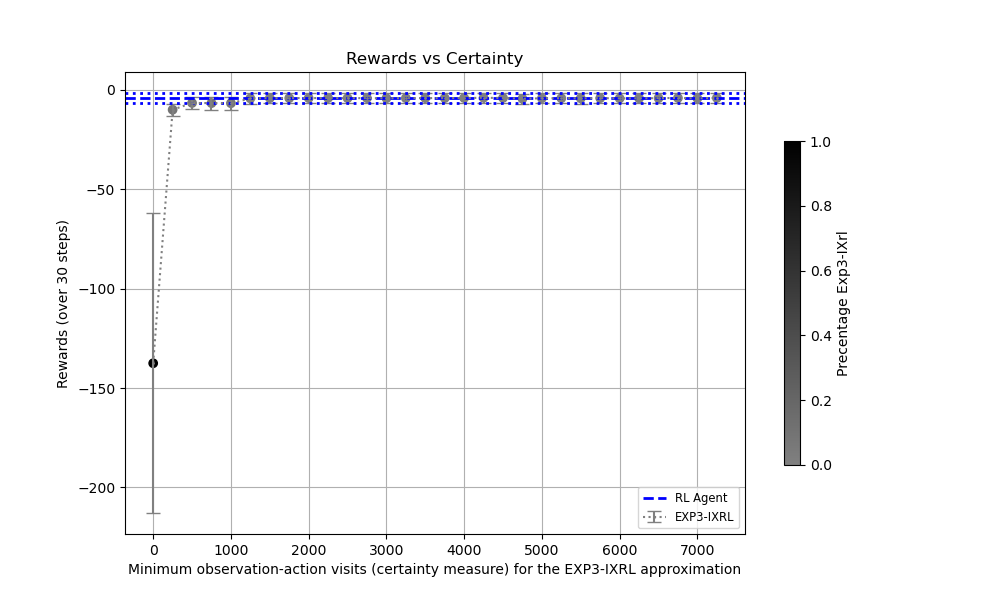 Rewards vs Certainty
0
−50
−100
−150
−200
Rewards (over 30 steps)
0 1000 2000 3000 4000 5000 6000 7000
Minimum observation-action visits (certainty measure) for the EXP3-IXRL approximation
RL Agent
EXP3-IXRL
1.0
0.8
0.6
0.4
0.2
0.0
Precentage Exp3-IXrl